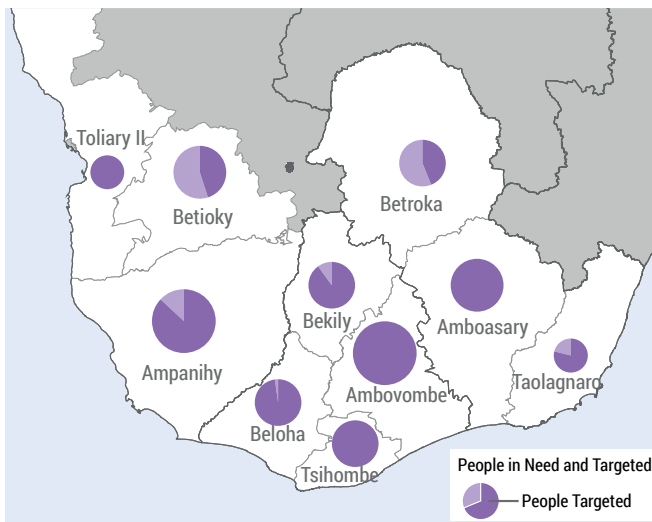 Toliary II
Betioky
Betroka
Bekily
Amboasary
Ampanihy
Ambovombe
Taolagnaro
Beloha
Tsihombe
People in Need and Targeted
People Targeted